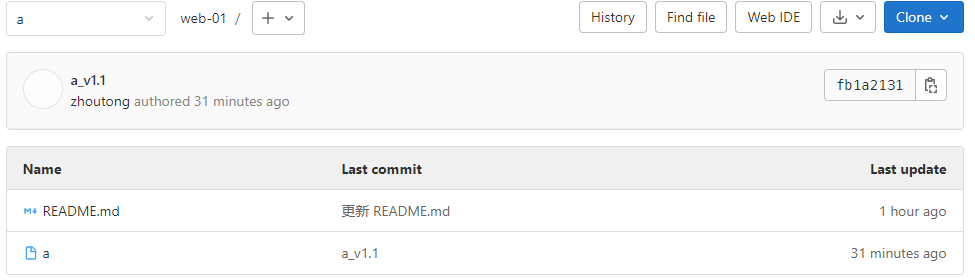 a web-01 / History Find file Web IDE Clone
a_v1.1
zhoutong authored 31 minutes ago fb1a2131
Name Last commit Last update
README.md 更新 README.md 1 hour ago
a a_v1.1 31 minutes ago